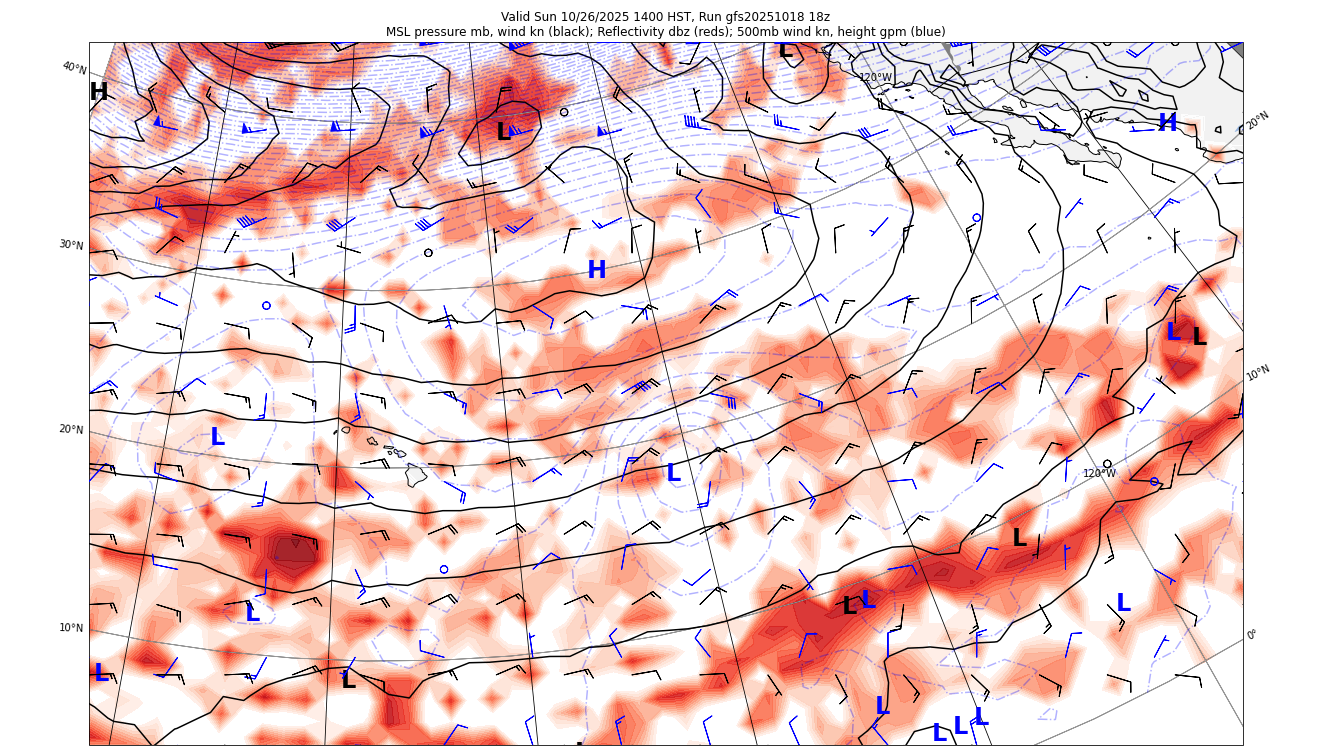 Valid Sun 10/26/2025 1400 HST, Run gfs20251018 18z
MSL pressure mb, wind kn (black); Reflectivity dbz (reds); 500mb wind kn, height gpm (blue)
L
40°N
120°W
H
H
20°N
L
30°N
H
L
L
10°N
20°N
L
L
120°W
L
L
L
L
L
10°N
0°
L
L
L
L
L
L